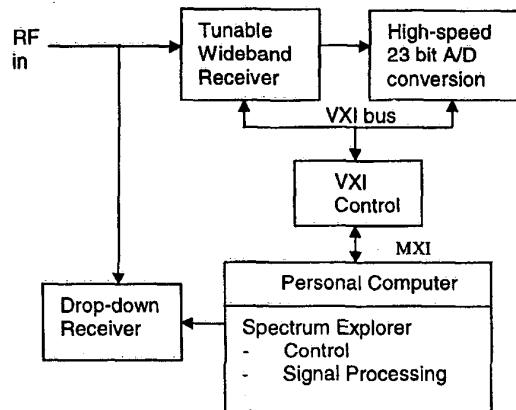 RF
in
Tunable
Wideband
Receiver
High-speed
23 bit A/D
conversion
VXI bus
VXI
Control
MXI
Drop-down
Receiver
Personal Computer
Spectrum Explorer
- Control
- Signal Processing